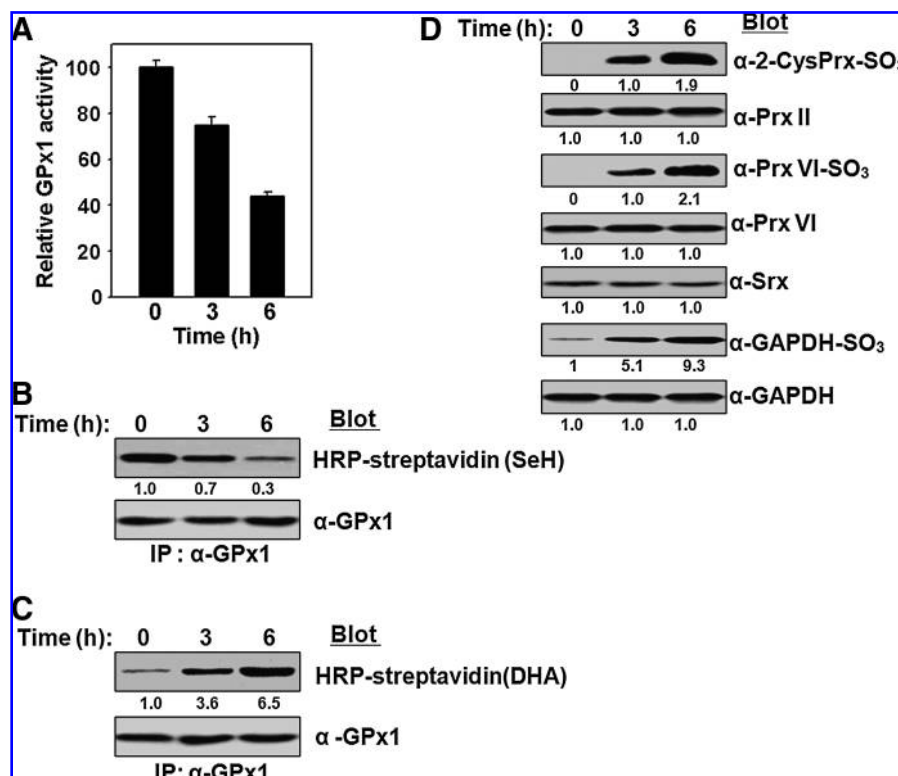 A
Relative GPx1 activity
100
80
60
40
20
0
0 3 6
Time (h)
B
Time (h): 0 3 6 Blot
HRP-streptavidin (SeH)
1.0 0.7 0.3
α-GPx1
IP : α-GPx1
C
Time (h): 0 3 6 Blot
HRP-streptavidin(DHA)
1.0 3.6 6.5
α -GPx1
IP: α-GPx1
D
Time (h): 0 3 6 Blot
α-2-CysPrx-SO
0 1.0 1.9
α-Prx II
1.0 1.0 1.0
α-Prx VI-SO₃
0 1.0 2.1
α-Prx VI
1.0 1.0 1.0
α-Srx
1.0 1.0 1.0
α-GAPDH-SO₃
1 5.1 9.3
α-GAPDH
1.0 1.0 1.0